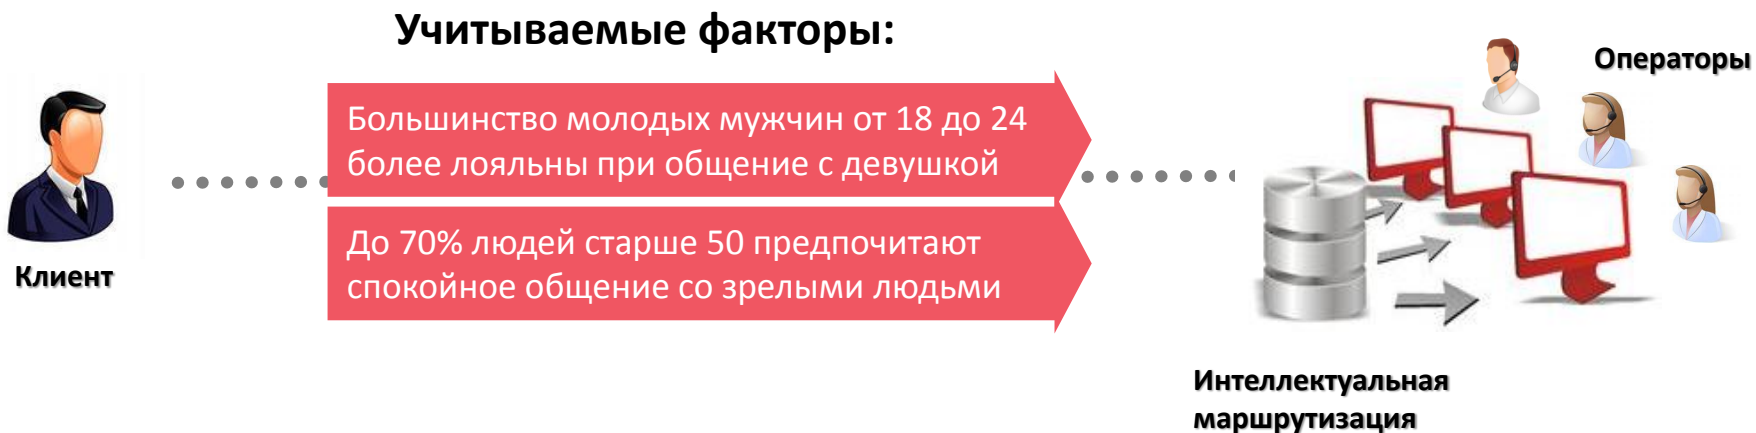 Учитываемые факторы:
Операторы
Большинство молодых мужчин от 18 до 24
более лояльны при общение с девушкой
До 70% людей старше 50 предпочитают
спокойное общение со зрелыми людьми
Клиент
Интеллектуальная
маршрутизация